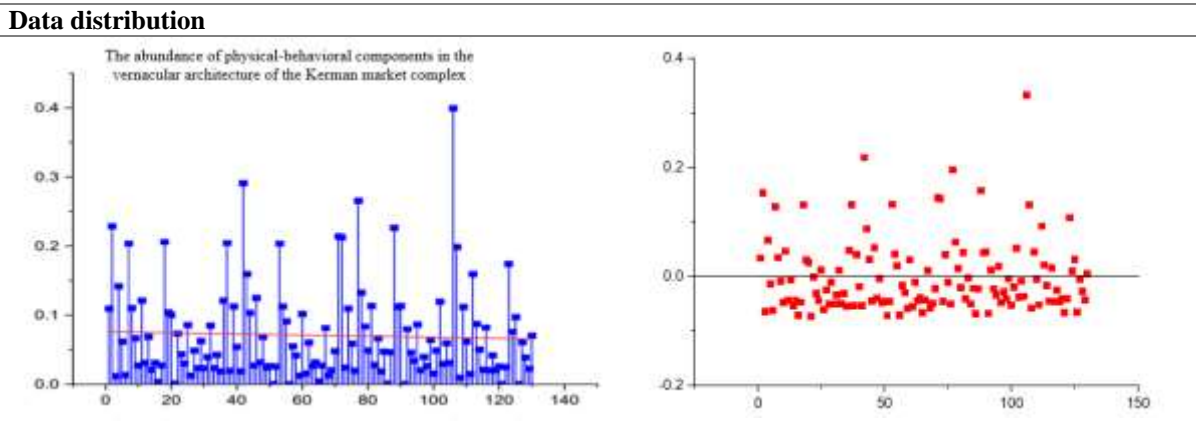 Data distribution
The abundance of physical-behavioral components in the
vernacular architecture of the Kerman market complex
0.4
0.3
0.2
0.1
0.0
0 20 40 60 80 100 120 140
0.4
0.2
0.0
-0.2
0 50 100 150